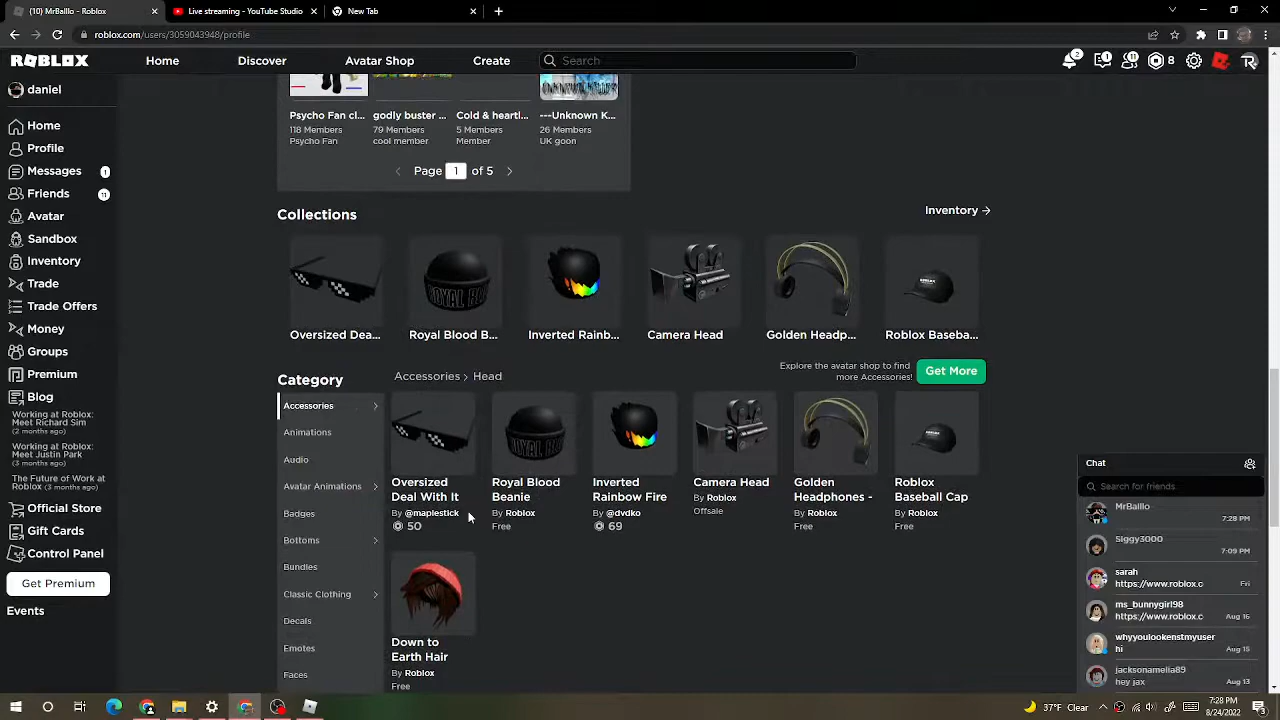 (10) MrBalllo - Roblox
Live streaming - YouTube Studio
New Tab
roblox.com/users/3059043948/profile
ROBLOX
Home
Discover
Avatar Shop
Create
Search
2
8
daniel
Home
Profile
Messages
1
Friends
11
Avatar
Sandbox
Inventory
Trade
Trade Offers
Money
Groups
Premium
Blog
Working at Roblox:
Meet Richard Sim
(2 months ago)
Working at Roblox:
Meet Justin Park
(3 months ago)
The Future of Work at
Roblox (3 months ago)
Official Store
Gift Cards
Control Panel
Get Premium
Events
Psycho Fan cl...
118 Members
Psycho Fan
godly buster ...
79 Members
cool member
Cold & heartl...
5 Members
Member
---Unknown K...
26 Members
UK goon
Page 1 of 5
Collections
Inventory
ROYAL
Oversized Dea...
Royal Blood B...
Inverted Rainb...
Camera Head
Golden Headp...
Roblox Baseba...
Category
Accessories > Head
Explore the avatar shop to find
more Accessories!
Get More
Accessories
Animations
Audio
Avatar Animations
Badges
Bottoms
Bundles
Classic Clothing
Decals
Emotes
Faces
ROYAL
Oversized
Deal With It
By @maplestick
50
Royal Blood
Beanie
By Roblox
Free
Inverted
Rainbow Fire
By @dvdko
69
Camera Head
By Roblox
Offsale
Golden
Headphones -
By Roblox
Free
Roblox
Baseball Cap
By Roblox
Free
Down to
Earth Hair
By Roblox
Free
Chat
Search for friends
MrBalllo
7:28 PM
Siggy3000
7:09 PM
sarah
https://www.roblox.c
Fri
ms_bunnygirl98
https://www.roblox.c
Aug 16
whyyoulookenstmyuser
hi
Aug 15
jacksonamella89
hey jax
Aug 13
37°F Clear
7:28 PM
8/24/2022